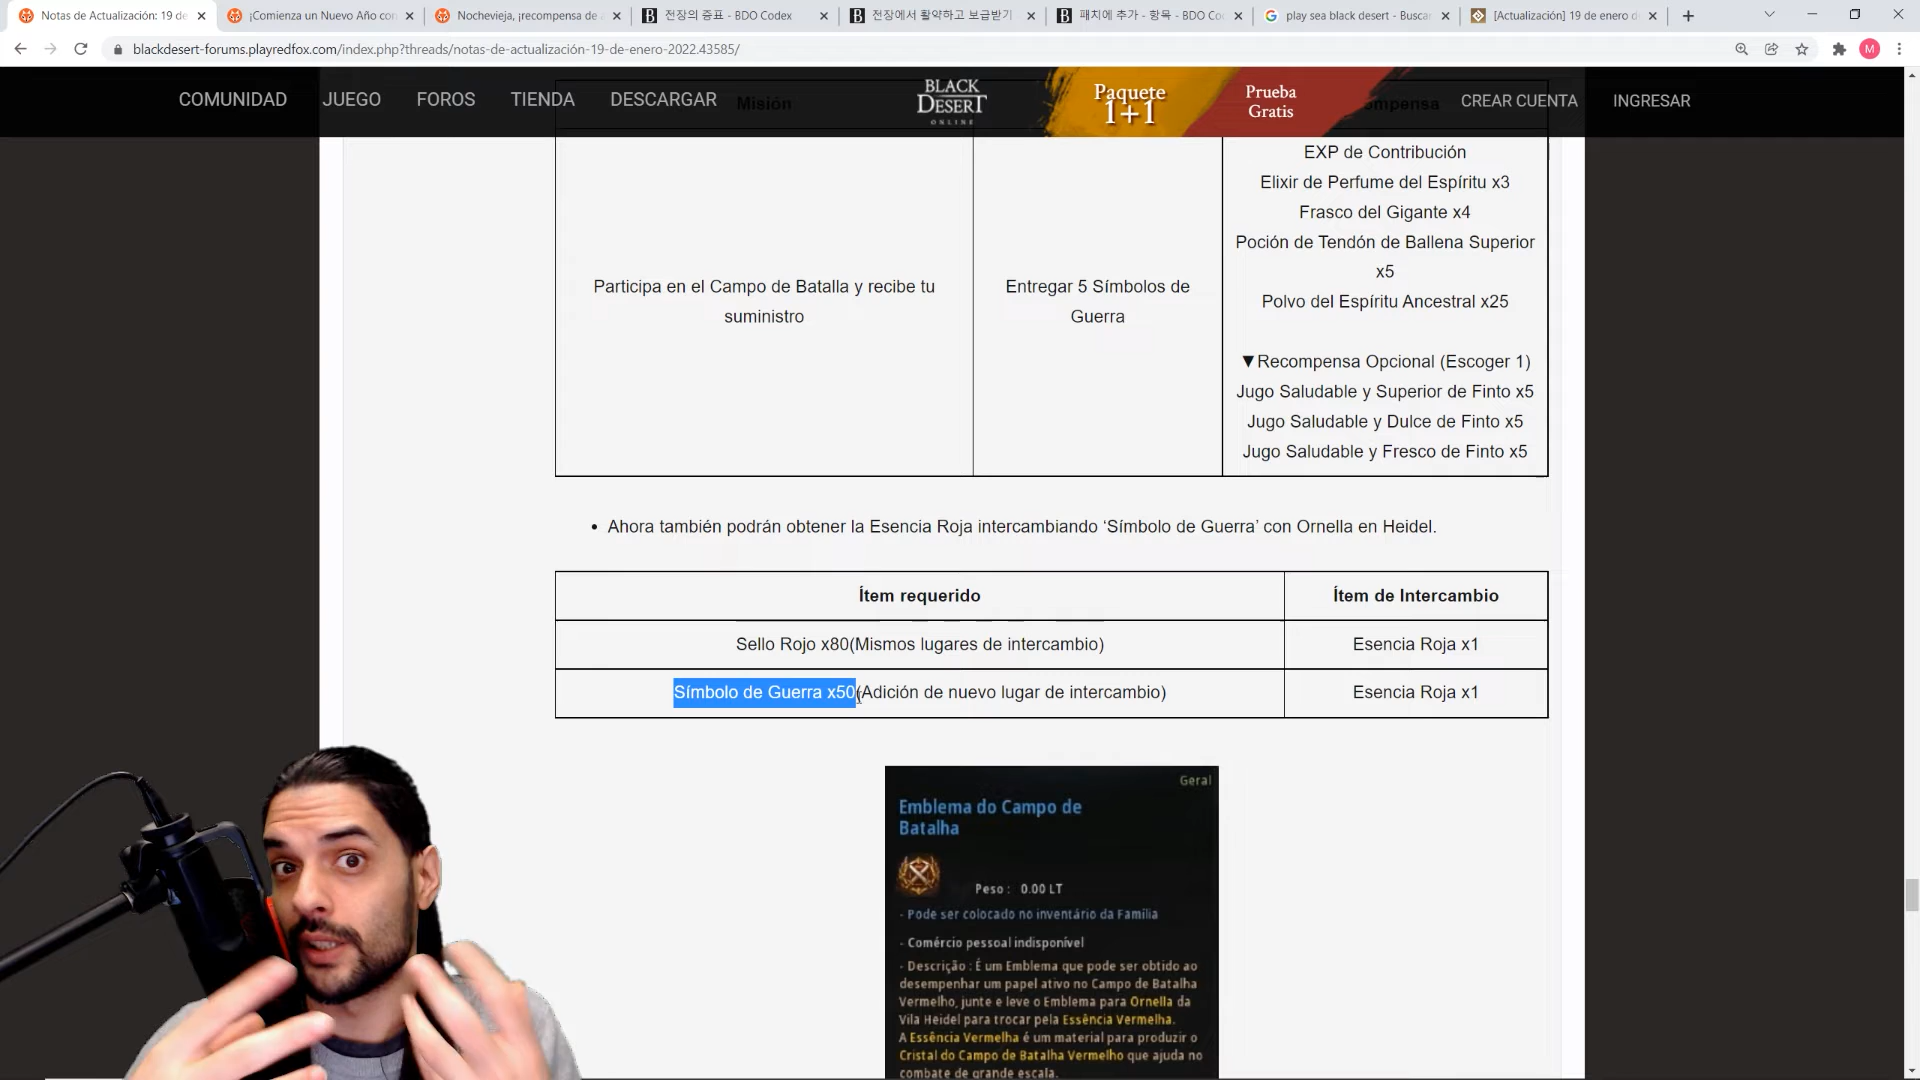 Notas de Actualización: 19 de
¡Comienza un Nuevo Año con
Nochevieja, ¡recompensa de
전장의 증표 - BDO Codex
전장에서 활약하고 보급받기
패치에 추가 - 항목 - BDO Co
play sea black desert - Buscar
[Actualización] 19 de enero d
blackdesert-forums.playredfox.com/index.php?threads/notas-de-actualización-19-de-enero-2022.43585/
M
COMUNIDAD
JUEGO
FOROS
TIENDA
DESCARGAR
Misión
BLACK
DESERT
ONLINE
Paquete
1+1
Prueba
Gratis
CREAR CUENTA
INGRESAR
Participa en el Campo de Batalla y recibe tu
suministro
Entregar 5 Símbolos de
Guerra
EXP de Contribución
Elixir de Perfume del Espíritu x3
Frasco del Gigante x4
Poción de Tendón de Ballena Superior
x5
Polvo del Espíritu Ancestral x25
▼Recompensa Opcional (Escoger 1)
Jugo Saludable y Superior de Finto x5
Jugo Saludable y Dulce de Finto x5
Jugo Saludable y Fresco de Finto x5
• Ahora también podrán obtener la Esencia Roja intercambiando ‘Símbolo de Guerra’ con Ornella en Heidel.
Ítem requerido
Ítem de Intercambio
Sello Rojo x80(Mismos lugares de intercambio)
Esencia Roja x1
Símbolo de Guerra x50(Adición de nuevo lugar de intercambio)
Esencia Roja x1
Geral
Emblema do Campo de
Batalha
Peso : 0.00 LT
- Pode ser colocado no inventário da Família
- Comércio pessoal indisponível
- Descrição : É um Emblema que pode ser obtido ao
desempenhar um papel ativo no Campo de Batalha
Vermelho, junte e leve o Emblema para Ornella da
Vila Heidel para trocar pela Essência Vermelha.
A Essência Vermelha é um material para produzir o
Cristal do Campo de Batalha Vermelho que ajuda no
combate de grande escala.